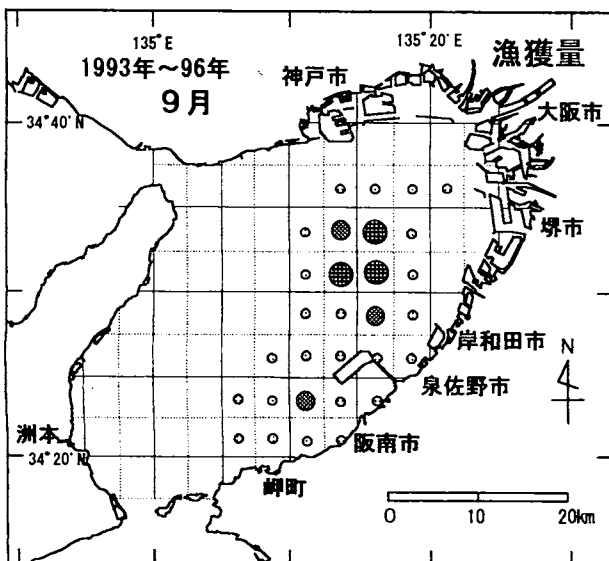 135°E
135°20'E
漁獲量
1993年～96年
9月
神戸市
大阪市
34°40'N
堺市
岸和田市
N
泉佐野市
洲本
34°20'N
阪南市
岬町
0 10 20km